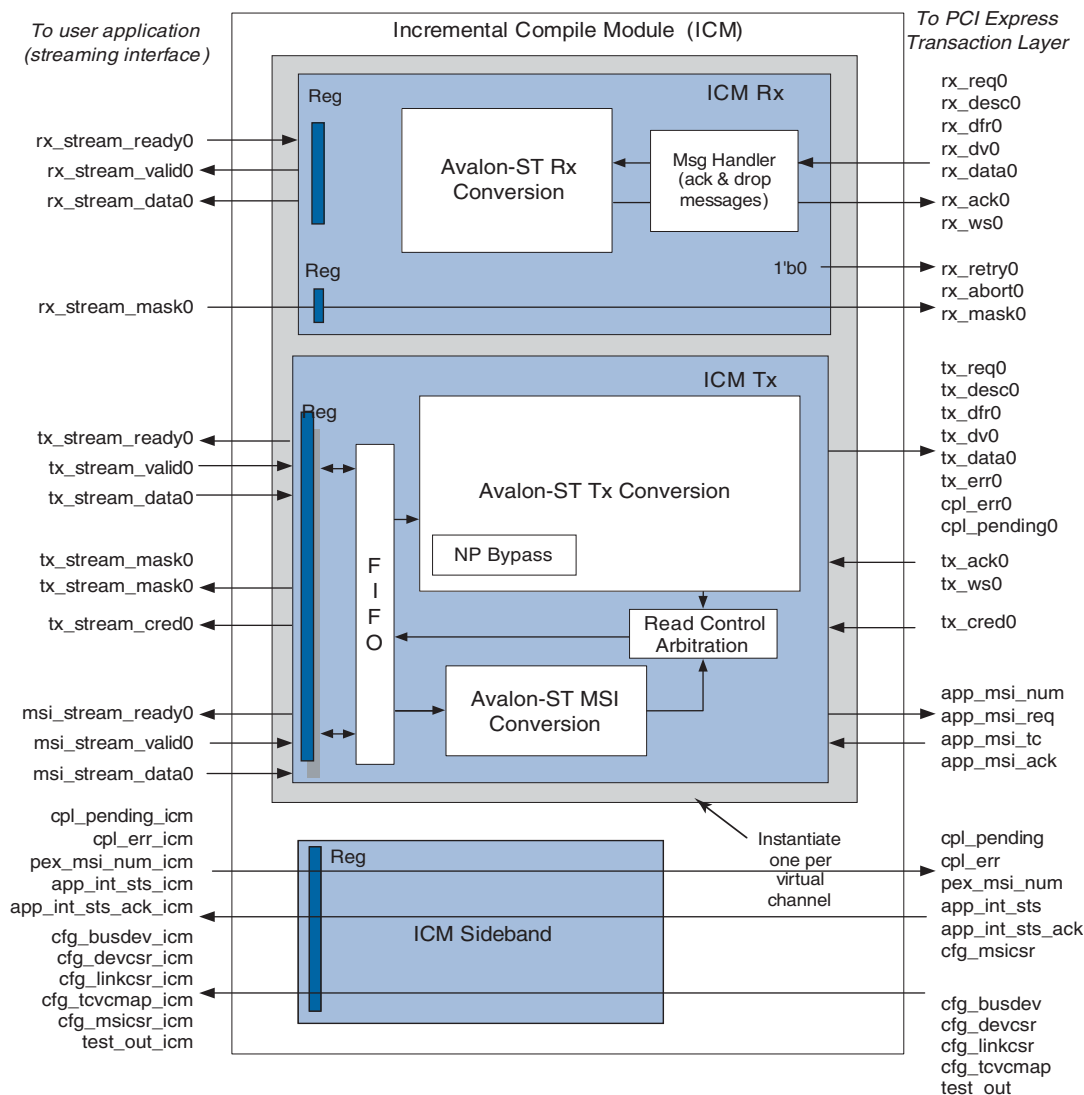 To user application
(streaming interface)
Incremental Compile Module (ICM)
To PCI Express
Transaction Layer
Reg
ICM Rx
rx_stream_ready0
rx_stream_valid0
rx_stream_data0
Avalon-ST Rx
Conversion
Msg Handler
(ack & drop
messages)
rx_req0
rx_desc0
rx_dfr0
rx_dv0
rx_data0
rx_ack0
rx_ws0
Reg
1'b0
rx_stream_mask0
rx_retry0
rx_abort0
rx_mask0
ICM Tx
Reg
tx_stream_ready0
tx_stream_valid0
tx_stream_data0
tx_stream_mask0
tx_stream_mask0
tx_stream_cred0
FIFO
Avalon-ST Tx Conversion
NP Bypass
Read Control
Arbitration
Avalon-ST MSI
Conversion
tx_req0
tx_desc0
tx_dfr0
tx_dv0
tx_data0
tx_err0
cpl_err0
cpl_pending0
tx_ack0
tx_ws0
tx_cred0
msi_stream_ready0
msi_stream_valid0
msi_stream_data0
app_msi_num
app_msi_req
app_msi_tc
app_msi_ack
Instantiate
one per
virtual
channel
cpl_pending_icm
cpl_err_icm
pex_msi_num_icm
app_int_sts_icm
app_int_sts_ack_icm
cfg_busdev_icm
cfg_devcsr_icm
cfg_linkcsr_icm
cfg_tcvcmap_icm
cfg_msicsr_icm
test_out_icm
Reg
ICM Sideband
cpl_pending
cpl_err
pex_msi_num
app_int_sts
app_int_sts_ack
cfg_msicsr
cfg_busdev
cfg_devcsr
cfg_linkcsr
cfg_tcvcmap
test_out